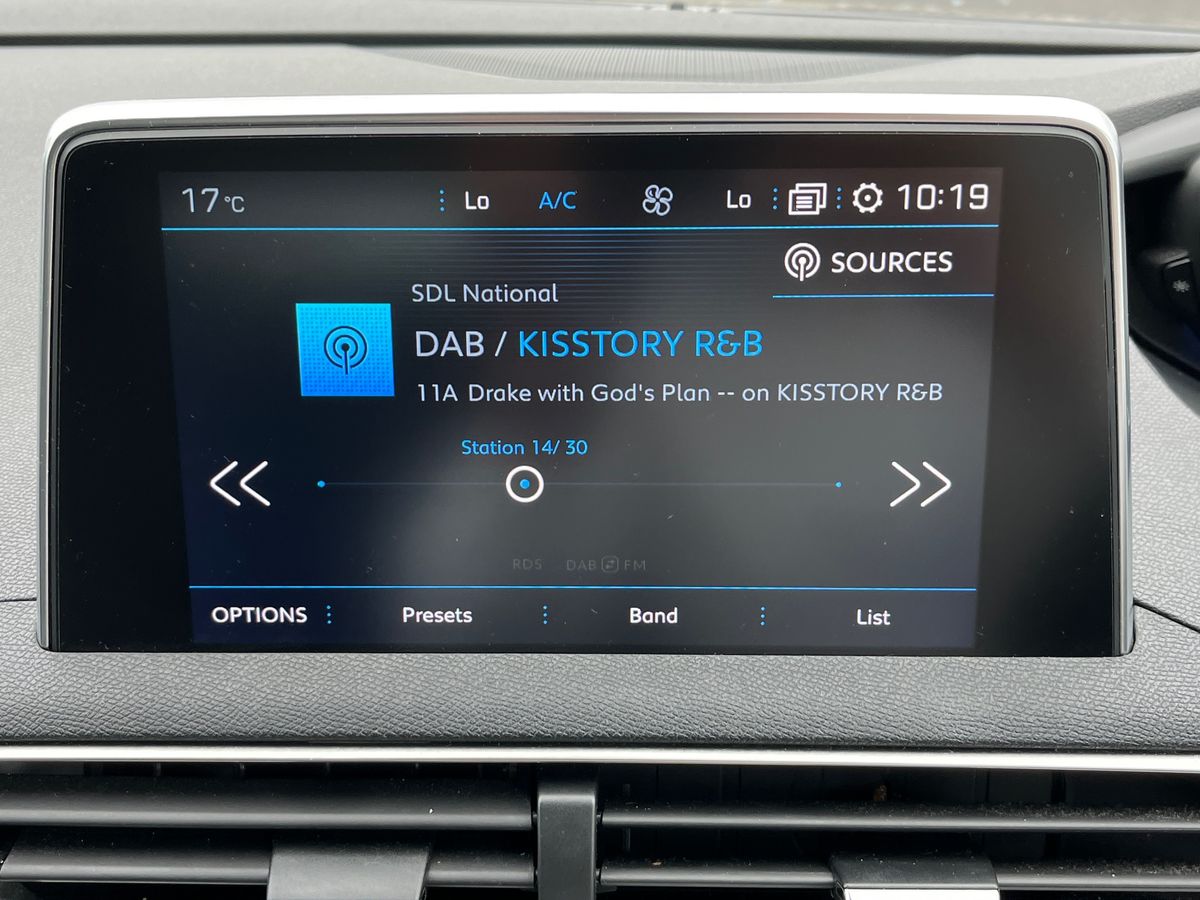 17 °C Lo A/C Lo 10:19
SOURCES
SDL National
DAB / KISSTORY R&B
11A Drake with God's Plan -- on KISSTORY R&B
Station 14/ 30
RDS DAB FM
OPTIONS Presets Band List